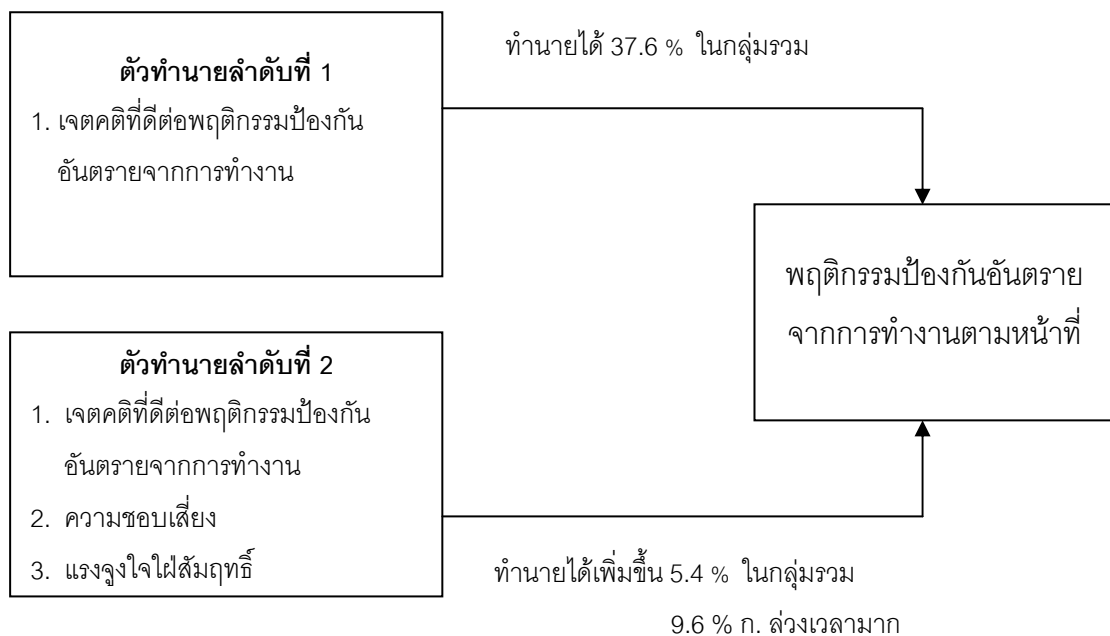 ทำนายได้ 37.6 % ในกลุ่มรวม
ตัวทำนายลำดับที่ 1
1. เจตคติที่ดีต่อพฤติกรรมป้องกัน
อันตรายจากการทำงาน
พฤติกรรมป้องกันอันตราย
จากการทำงานตามหน้าที่
ตัวทำนายลำดับที่ 2
1. เจตคติที่ดีต่อพฤติกรรมป้องกัน
อันตรายจากการทำงาน
2. ความชอบเสี่ยง
3. แรงจูงใจใฝ่สัมฤทธิ์
ทำนายได้เพิ่มขึ้น 5.4 % ในกลุ่มรวม
9.6 % ก. ล่วงเวลามาก